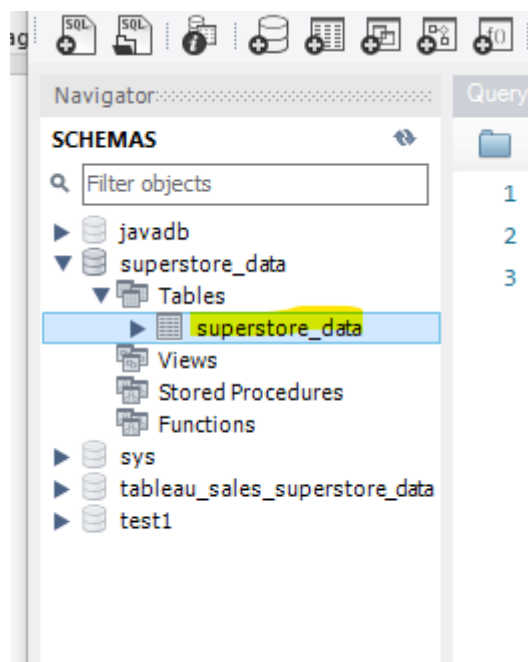 ag
SQL SQL f()
Navigator
Query
SCHEMAS
Filter objects
1
2
3
javadb
superstore_data
Tables
superstore_data
Views
Stored Procedures
Functions
sys
tableau_sales_superstore_data
test1